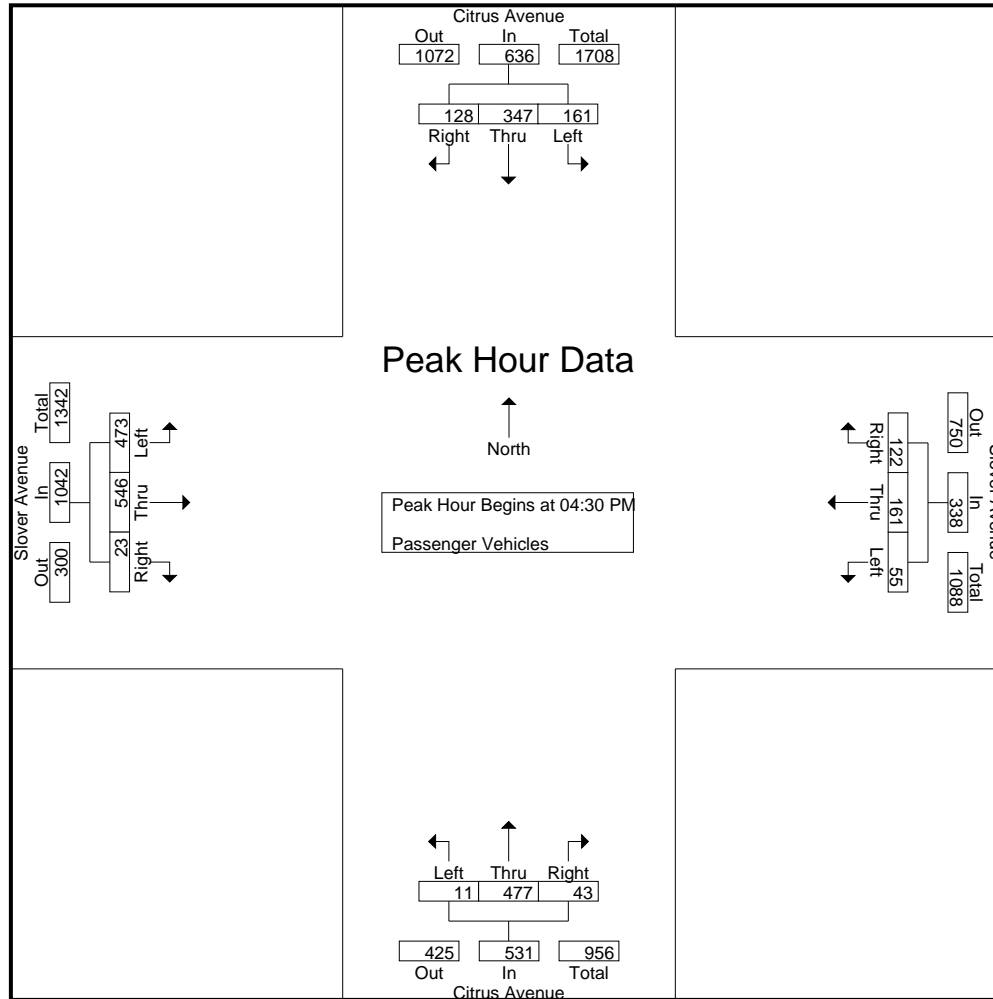 Citrus Avenue
Out In Total
1072 636 1708
128 347 161
Right Thru Left
Peak Hour Data
North
Peak Hour Begins at 04:30 PM
Passenger Vehicles
Slover Avenue
Total In Out
1342 1042 300
473 546 23
Left Thru Right
Out In Total
750 338 1088
122 161 55
Right Thru Left
Left Thru Right
11 477 43
425 531 956
Out In Total
Citrus Avenue